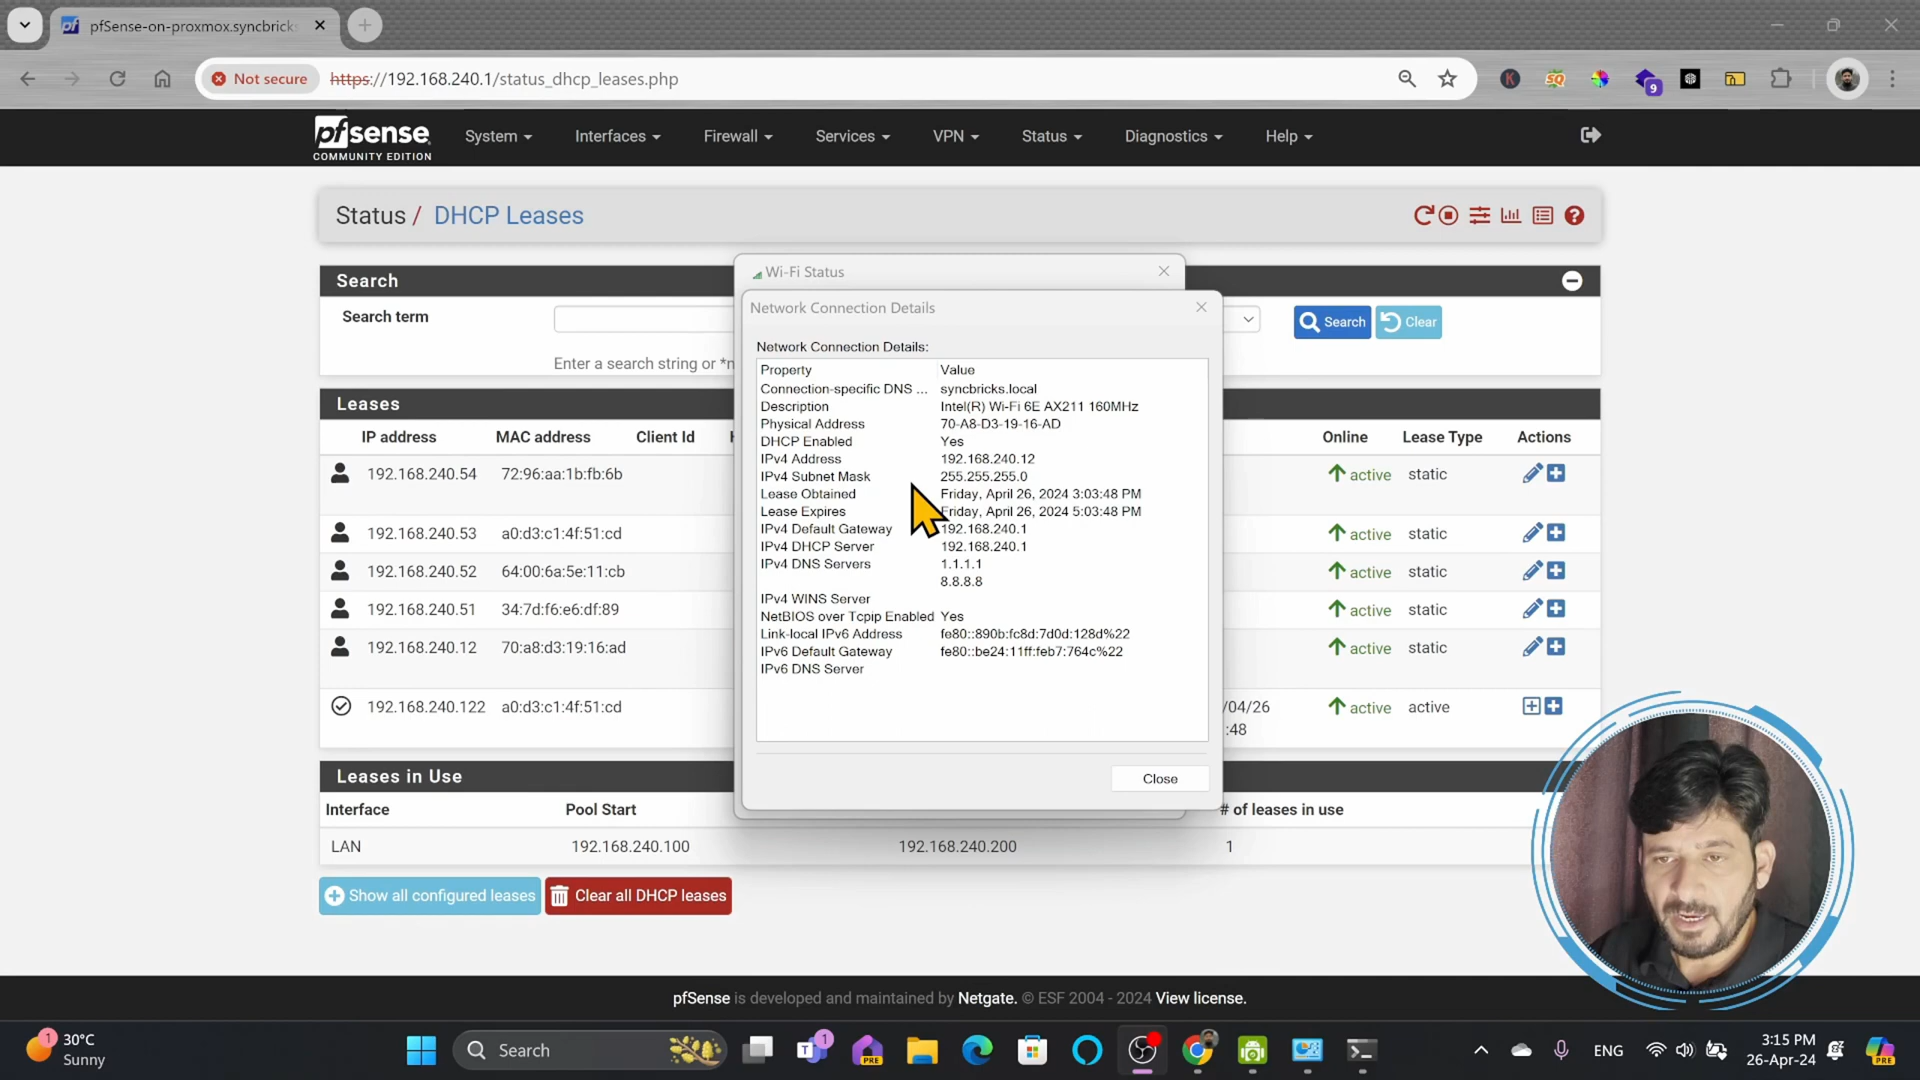 pfSense-on-proxmox.syncbricks
Not secure
https://192.168.240.1/status_dhcp_leases.php
9
pfsense
COMMUNITY EDITION
System
Interfaces
Firewall
Services
VPN
Status
Diagnostics
Help
Status / DHCP Leases
Wi-Fi Status
Search
Network Connection Details
Search term
Search
Clear
Network Connection Details:
Enter a search string or *n
Property Value
Connection-specific DNS ... syncbricks.local
Description Intel(R) Wi-Fi 6E AX211 160MHz
Physical Address 70-A8-D3-19-16-AD
DHCP Enabled Yes
IPv4 Address 192.168.240.12
IPv4 Subnet Mask 255.255.255.0
Lease Obtained Friday, April 26, 2024 3:03:48 PM
Lease Expires Friday, April 26, 2024 5:03:48 PM
IPv4 Default Gateway 192.168.240.1
IPv4 DHCP Server 192.168.240.1
IPv4 DNS Servers 1.1.1.1
8.8.8.8
IPv4 WINS Server
NetBIOS over Tcpip Enabled Yes
Link-local IPv6 Address fe80::890b:fc8d:7d0d:128d%22
IPv6 Default Gateway fe80::be24:11ff:feb7:764c%22
IPv6 DNS Server
Close
Leases
IP address MAC address Client Id H Online Lease Type Actions
192.168.240.54 72:96:aa:1b:fb:6b active static
192.168.240.53 a0:d3:c1:4f:51:cd active static
192.168.240.52 64:00:6a:5e:11:cb active static
192.168.240.51 34:7d:f6:e6:df:89 active static
192.168.240.12 70:a8:d3:19:16:ad active static
192.168.240.122 a0:d3:c1:4f:51:cd /04/26 active active
:48
Leases in Use
Interface Pool Start # of leases in use
LAN 192.168.240.100 192.168.240.200 1
Show all configured leases
Clear all DHCP leases
pfSense is developed and maintained by Netgate. © ESF 2004 - 2024 View license.
1
30°C
Sunny
Search
1
PRE
ENG
3:15 PM
26-Apr-24
PRE